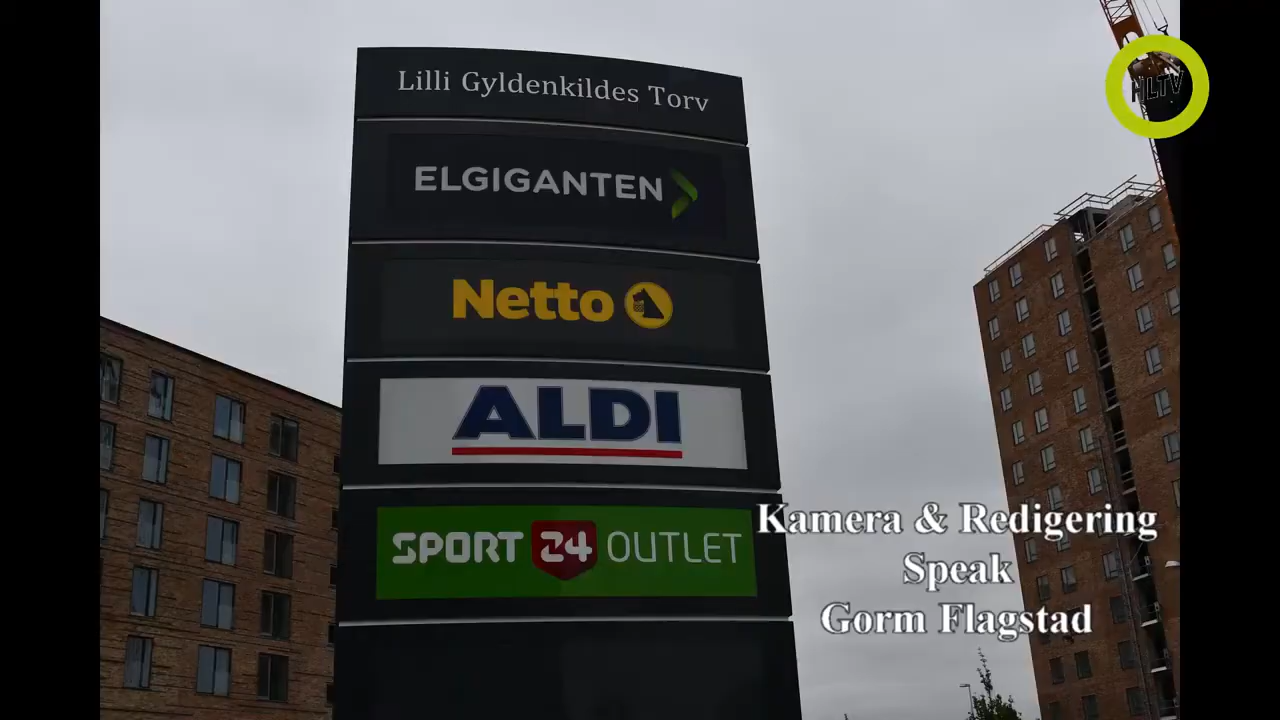 Lilli Gyldenkildes Torv
ELGIGANTEN
Netto
ALDI
SPORT 24 OUTLET
HLTV
Kamera & Redigering
Speak
Gorm Flagstad